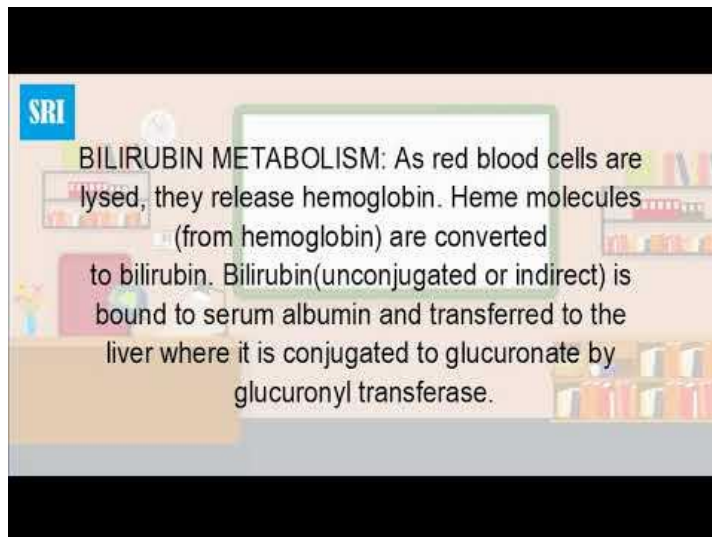 SRI
BILIRUBIN METABOLISM: As red blood cells are
lysed, they release hemoglobin. Heme molecules
(from hemoglobin) are converted
to bilirubin. Bilirubin(unconjugated or indirect) is
bound to serum albumin and transferred to the
liver where it is conjugated to glucuronate by
glucuronyl transferase.